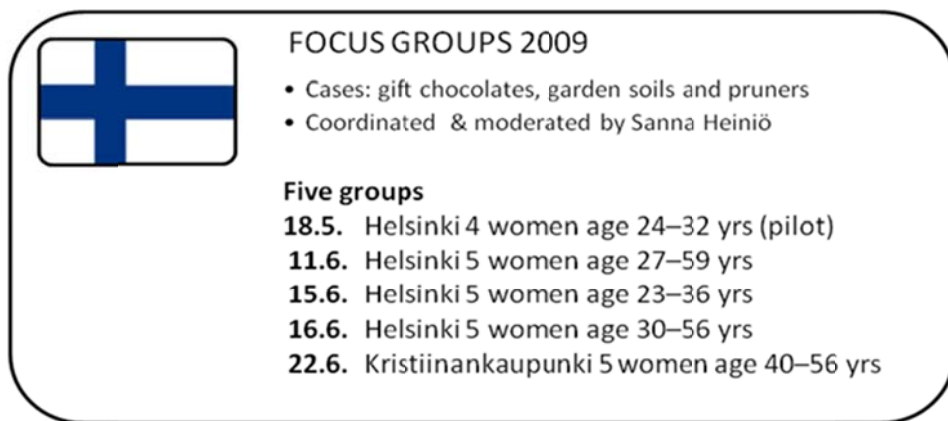 FOCUS GROUPS 2009
• Cases: gift chocolates, garden soils and pruners
• Coordinated & moderated by Sanna Heiniö
Five groups
18.5. Helsinki 4 women age 24–32 yrs (pilot)
11.6. Helsinki 5 women age 27–59 yrs
15.6. Helsinki 5 women age 23–36 yrs
16.6. Helsinki 5 women age 30–56 yrs
22.6. Kristiinankaupunki 5 women age 40–56 yrs